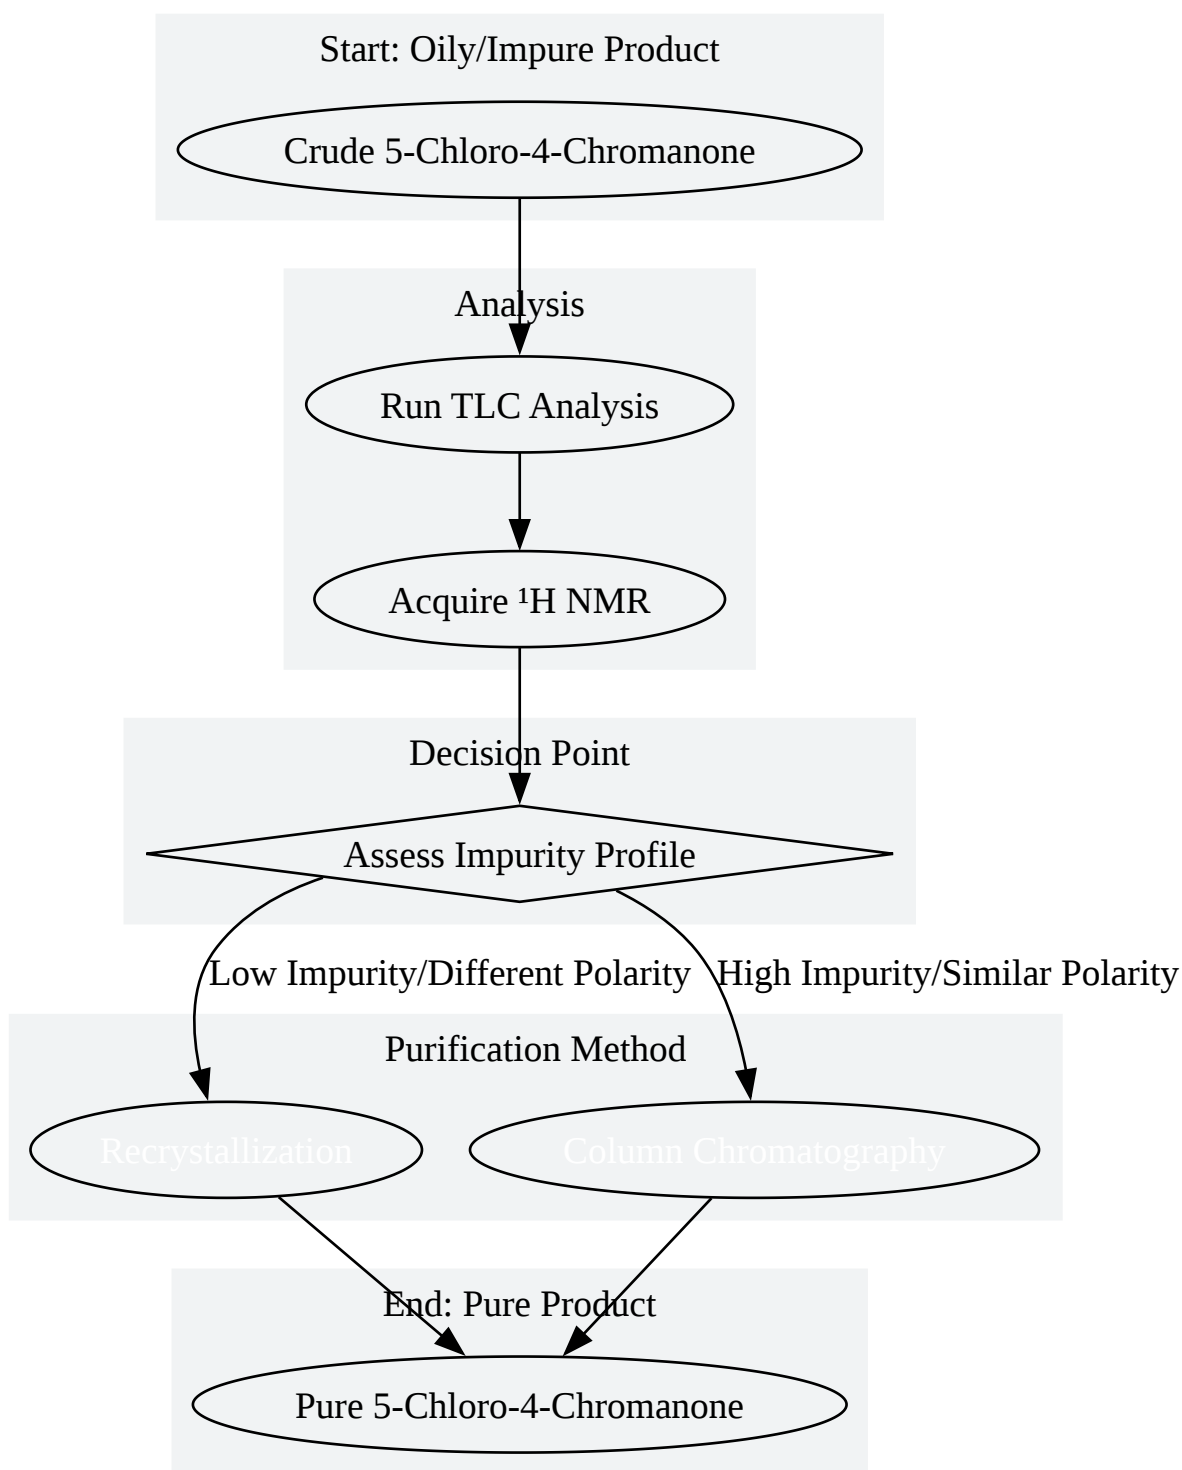 Start: Oily/Impure Product
Crude 5-Chloro-4-Chromanone
Analysis
Run TLC Analysis
Acquire ¹H NMR
Decision Point
Assess Impurity Profile
Low Impurity/Different Polarity
High Impurity/Similar Polarity
Purification Method
Recrystallization
Column Chromatography
End: Pure Product
Pure 5-Chloro-4-Chromanone